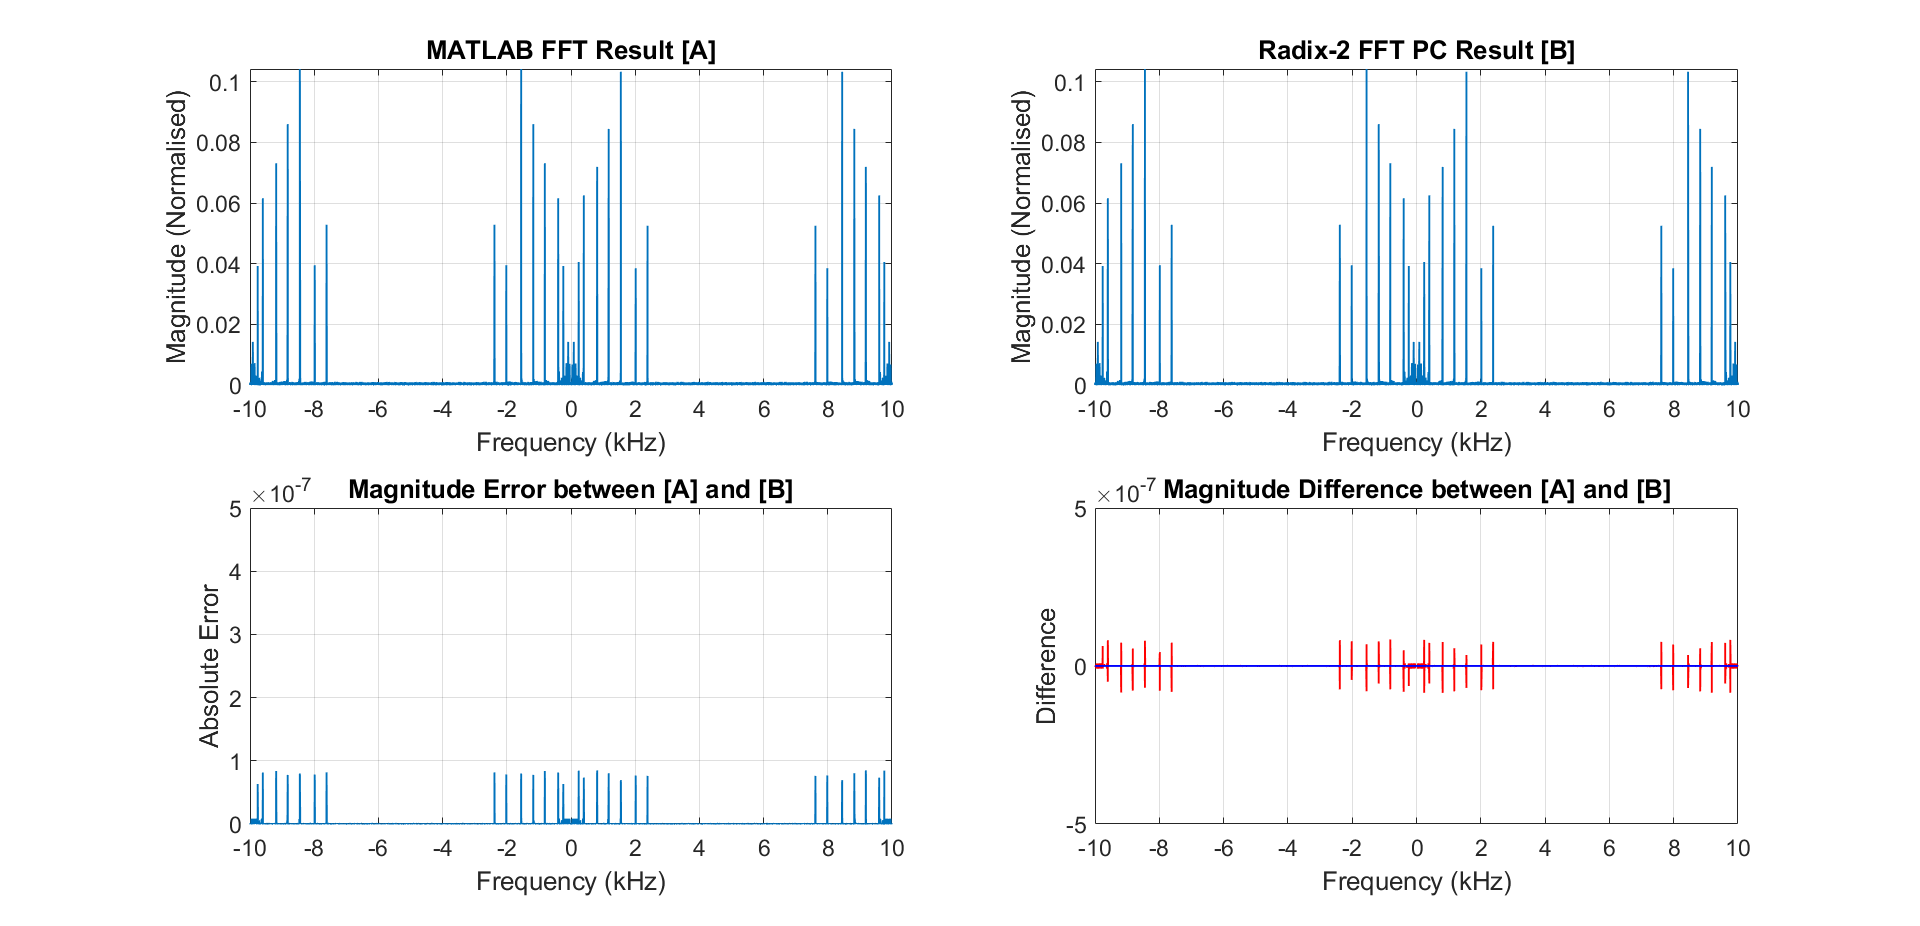 MATLAB FFT Result [A]
Magnitude (Normalised)
0.1
0.08
0.06
0.04
0.02
0
-10 -8 -6 -4 -2 0 2 4 6 8 10
Frequency (kHz)
Radix-2 FFT PC Result [B]
Magnitude (Normalised)
0.1
0.08
0.06
0.04
0.02
0
-10 -8 -6 -4 -2 0 2 4 6 8 10
Frequency (kHz)
×10-7 Magnitude Error between [A] and [B]
Absolute Error
5
4
3
2
1
0
-10 -8 -6 -4 -2 0 2 4 6 8 10
Frequency (kHz)
×10-7 Magnitude Difference between [A] and [B]
Difference
5
0
-5
-10 -8 -6 -4 -2 0 2 4 6 8 10
Frequency (kHz)